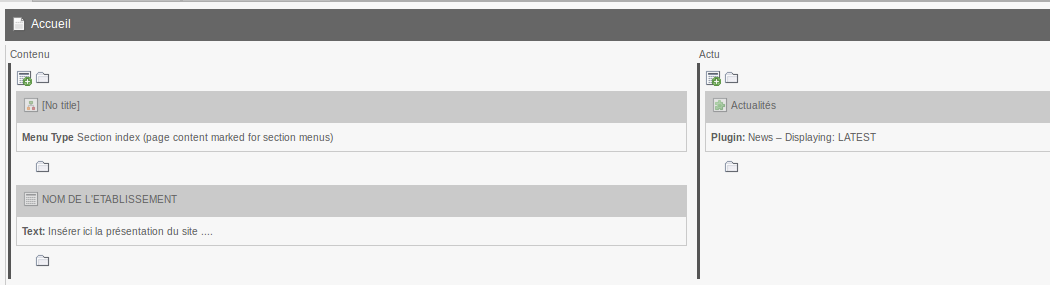 Accueil
Contenu
[No title]
Menu Type Section index (page content marked for section menus)
NOM DE L'ETABLISSEMENT
Text: Insérer ici la présentation du site ....
Actu
Actualités
Plugin: News – Displaying: LATEST